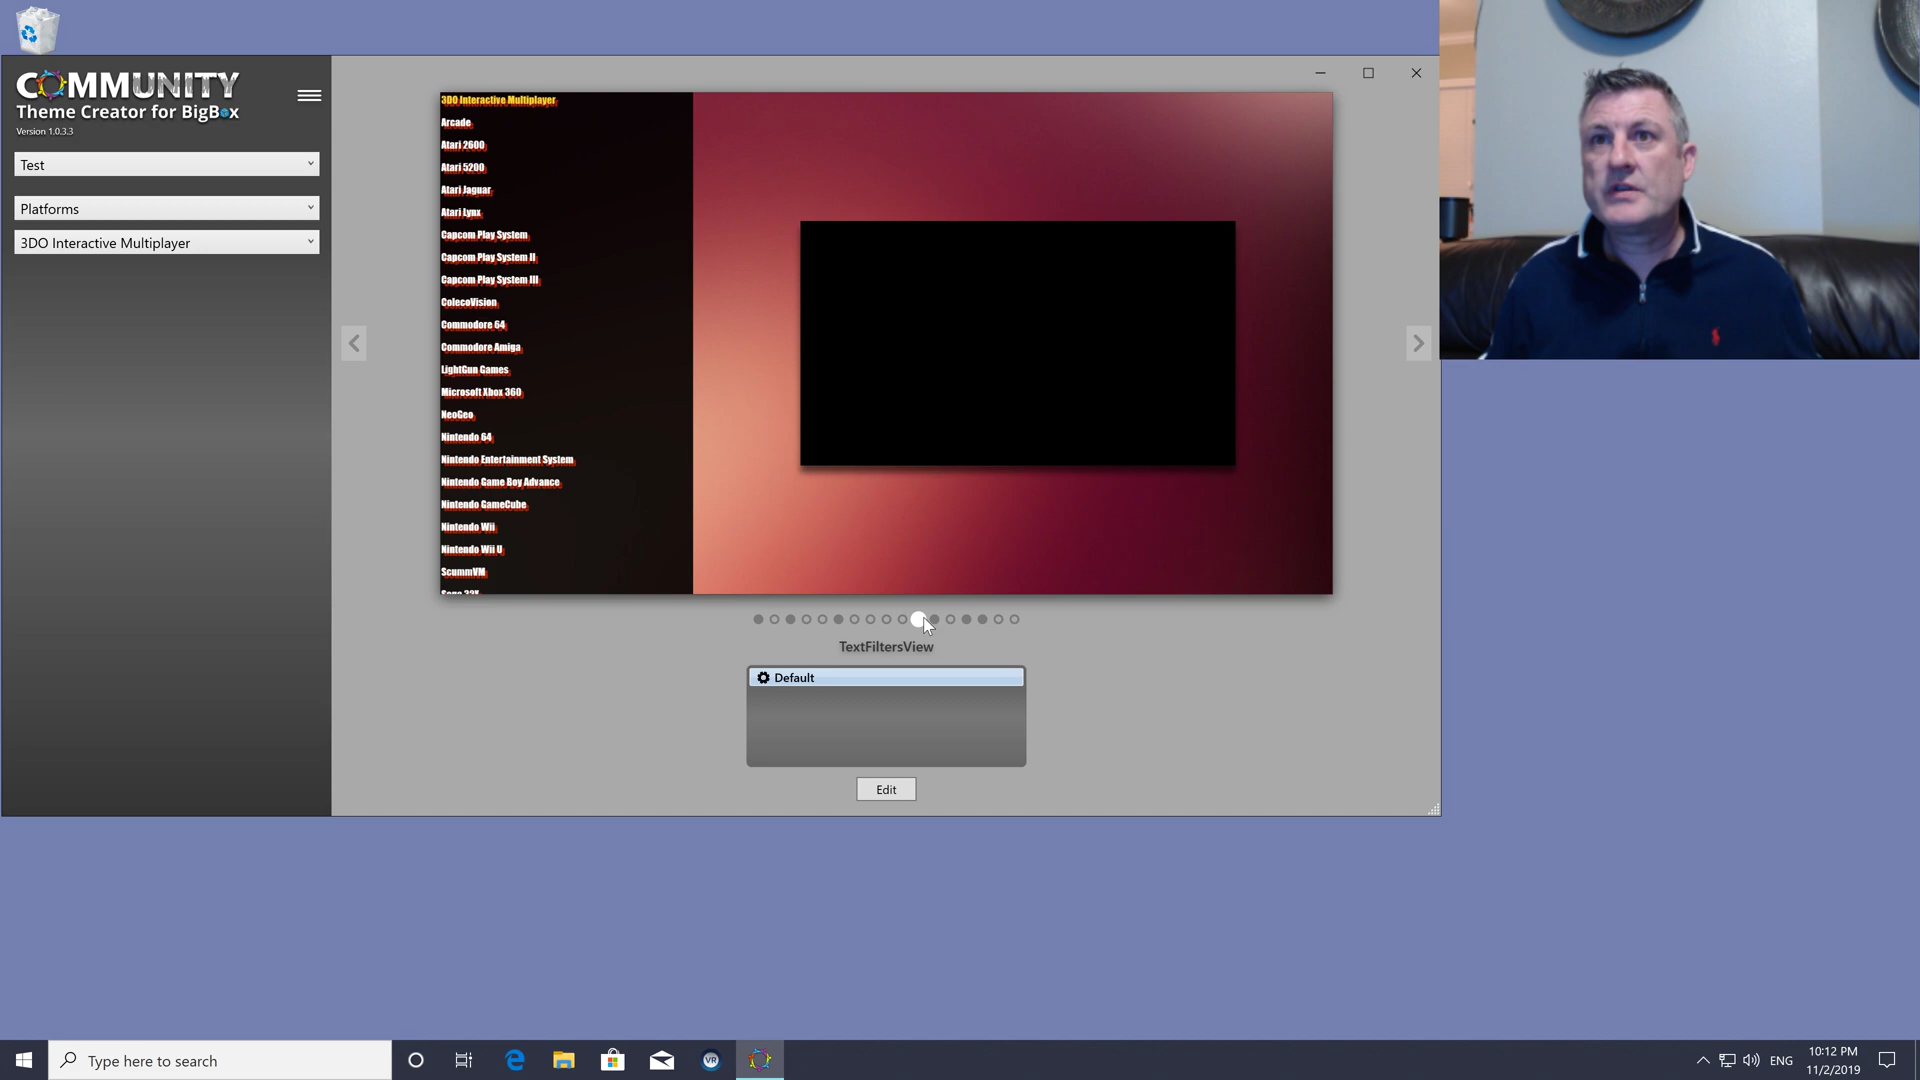 COMMUNITY
Theme Creator for BigBox
Version 1.0.3.3
Test
Platforms
3DO Interactive Multiplayer
3DO Interactive Multiplayer
Arcade
Atari 2600
Atari 5200
Atari Jaguar
Atari Lynx
Capcom Play System
Capcom Play System II
Capcom Play System III
ColecoVision
Commodore 64
Commodore Amiga
LightGun Games
Microsoft Xbox 360
NeoGeo
Nintendo 64
Nintendo Entertainment System
Nintendo Game Boy Advance
Nintendo GameCube
Nintendo Wii
Nintendo Wii U
ScummVM
Sega 32X
TextFiltersView
Default
Edit
Type here to search
VR
ENG
10:12 PM
11/2/2019